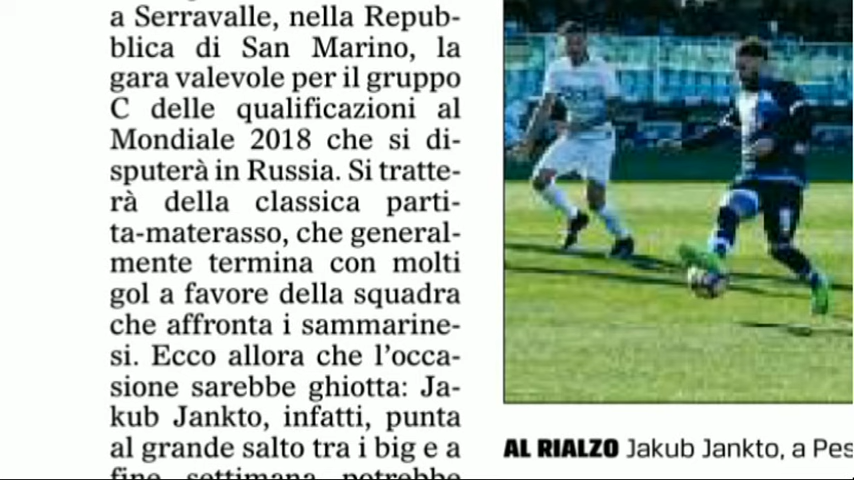 a Serravalle, nella Repub-
blica di San Marino, la
gara valevole per il gruppo
C delle qualificazioni al
Mondiale 2018 che si di-
sputerà in Russia. Si tratte-
rà della classica parti-
ta-materasso, che general-
mente termina con molti
gol a favore della squadra
che affronta i sammarine-
si. Ecco allora che l'occa-
sione sarebbe ghiotta: Ja-
kub Jankto, infatti, punta
al grande salto tra i big e a
fine settimana potrebbe
AL RIALZO Jakub Jankto, a Pes